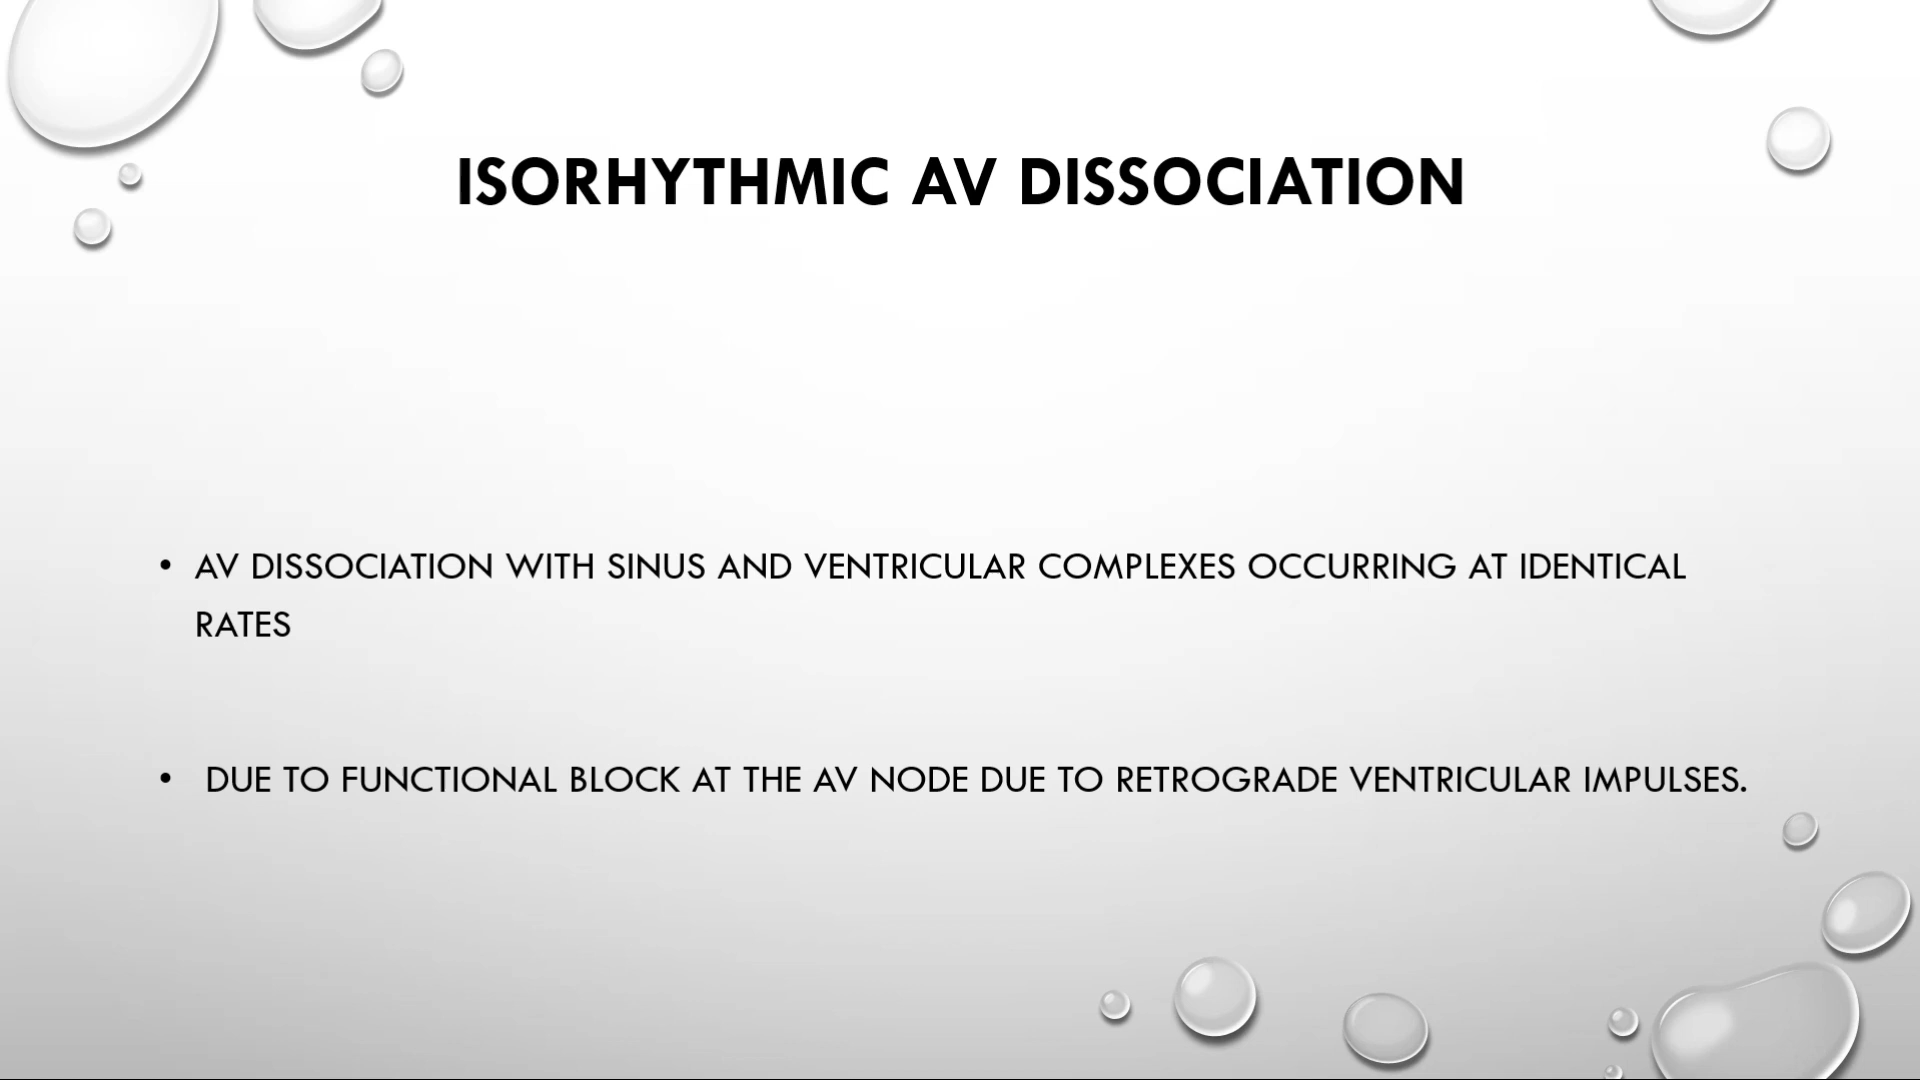 ISORHYTHMIC AV DISSOCIATION
• AV DISSOCIATION WITH SINUS AND VENTRICULAR COMPLEXES OCCURRING AT IDENTICAL
RATES
• DUE TO FUNCTIONAL BLOCK AT THE AV NODE DUE TO RETROGRADE VENTRICULAR IMPULSES.